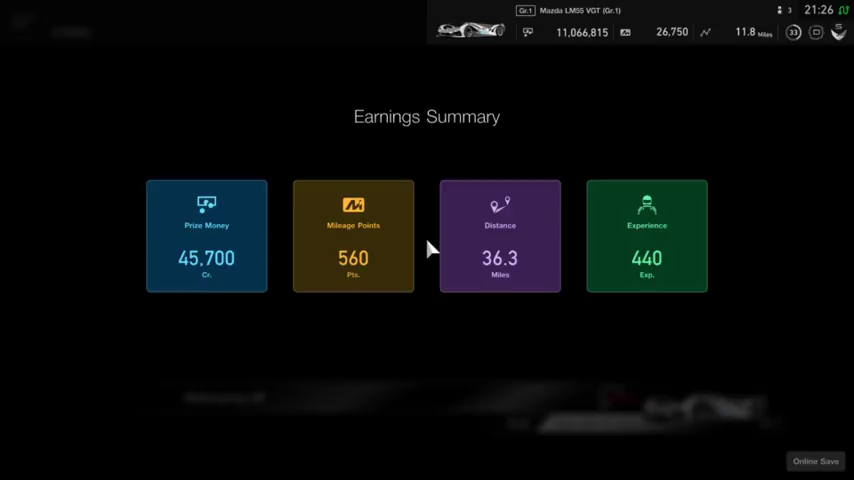 Gr.1 Mazda LM55 VGT (Gr.1) 3 21:26
11,066,815 26,750 11.8 Miles 33 S
Earnings Summary
Prize Money Mileage Points Distance Experience
45,700 560 36.3 440
Cr. Pts. Miles Exp.
Online Save